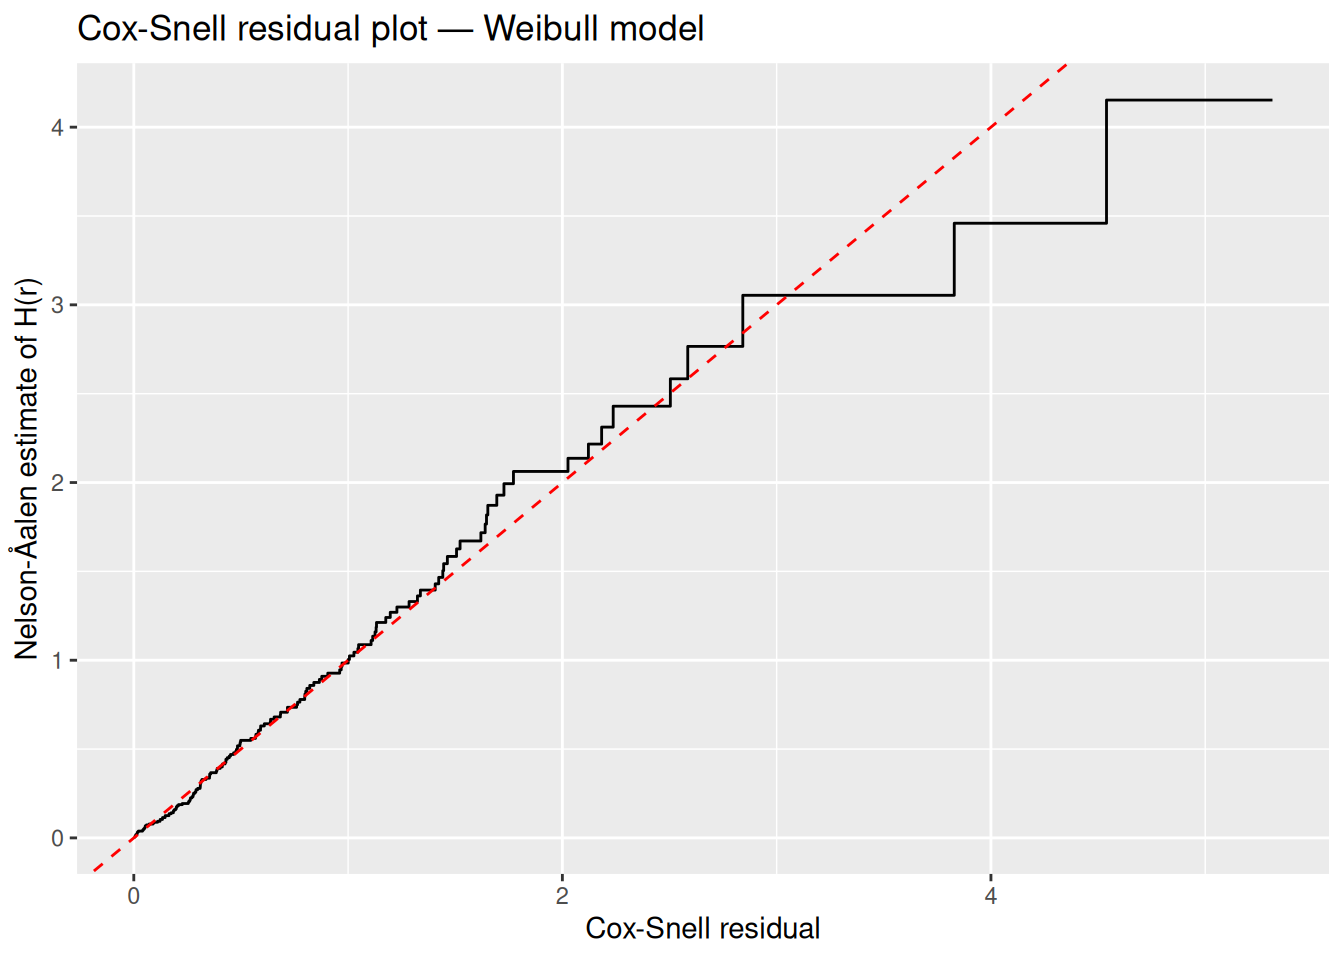 Cox-Snell residual plot — Weibull model
Nelson-Åalen estimate of H(r)
4
3
2
1
0
0
2
4
Cox-Snell residual